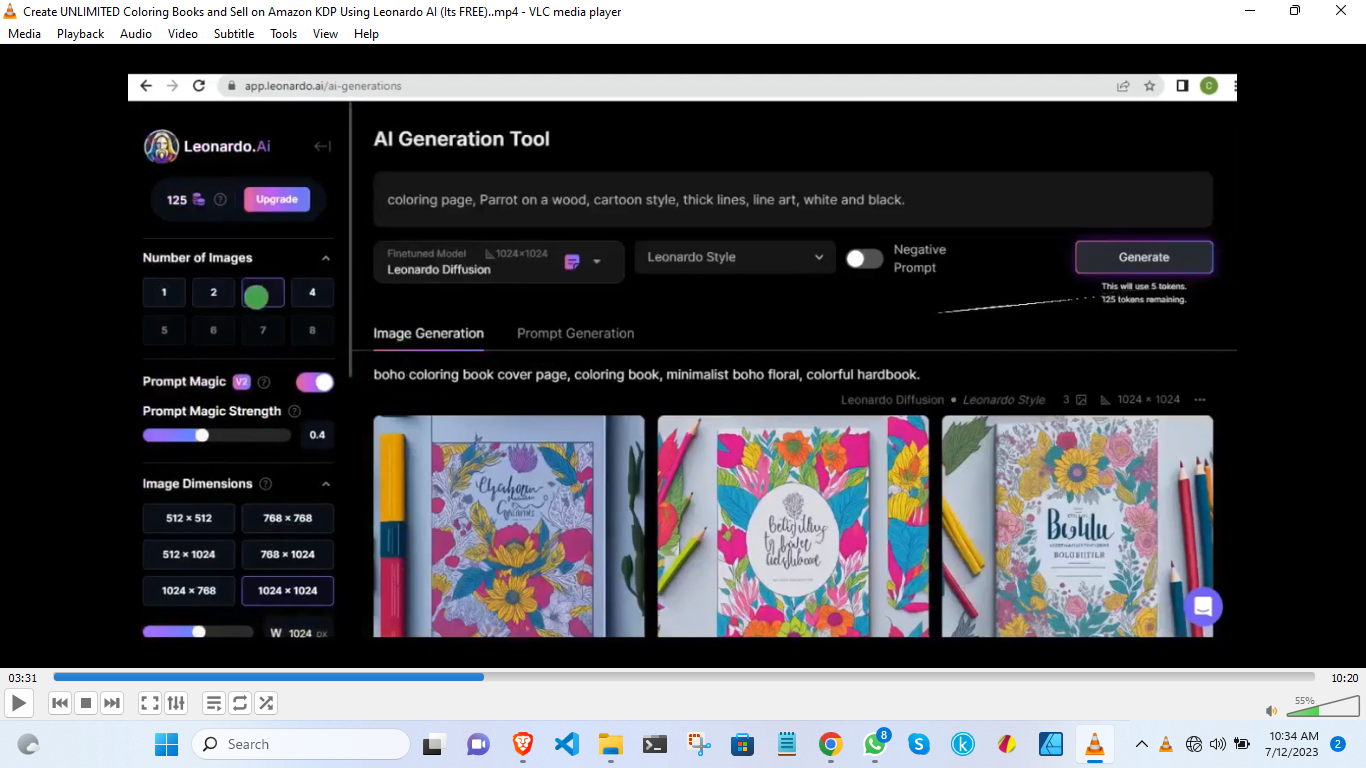 Create UNLIMITED Coloring Books and Sell on Amazon KDP Using Leonardo AI (Its FREE)..mp4 - VLC media player
Media Playback Audio Video Subtitle Tools View Help
app.leonardo.ai/ai-generations
C
Leonardo.Ai
125
Upgrade
AI Generation Tool
coloring page, Parrot on a wood, cartoon style, thick lines, line art, white and black.
Finetuned Model 1024×1024
Leonardo Diffusion
Leonardo Style
Negative
Prompt
Generate
This will use 5 tokens.
125 tokens remaining.
Number of Images
1 2 4
5 6 7 8
Image Generation Prompt Generation
Prompt Magic V2
Prompt Magic Strength
0.4
boho coloring book cover page, coloring book, minimalist boho floral, colorful hardbook.
Leonardo Diffusion Leonardo Style 3 1024 × 1024
Image Dimensions
512 × 512 768 × 768
512 × 1024 768 × 1024
1024 × 768 1024 × 1024
W 1024 px
03:31
10:20
55%
Search
8
10:34 AM
7/12/2023
2